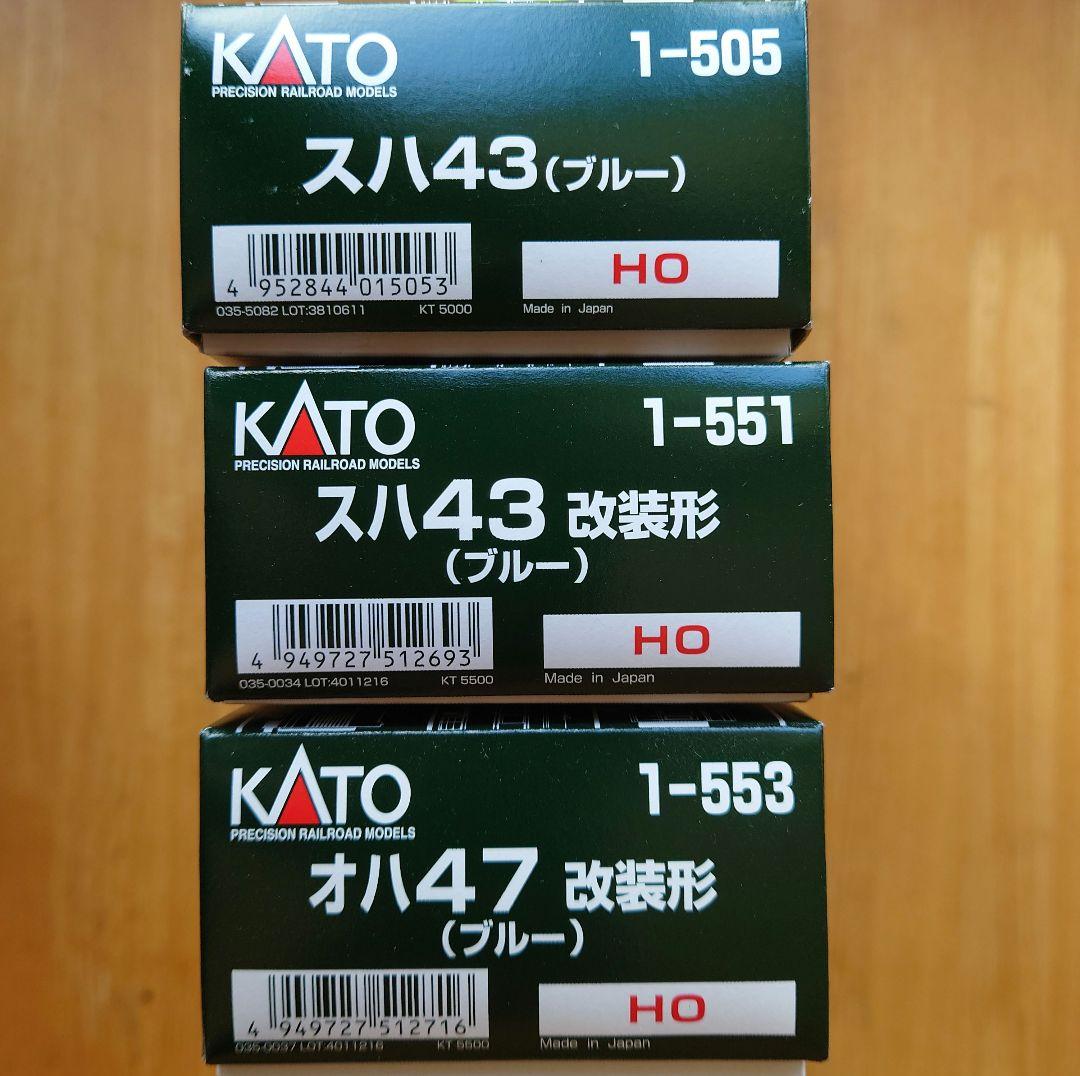 KATO
PRECISION RAILROAD MODELS
1-505
スハ43(ブルー)
4 952844 015053
035-5082 LOT:3810611 KT 5000
HO
Made in Japan
KATO
PRECISION RAILROAD MODELS
1-551
スハ43 改装形
(ブルー)
4 949727 512693
035-0034 LOT:4011216 KT 5500
HO
Made in Japan
KATO
PRECISION RAILROAD MODELS
1-553
オハ47 改装形
(ブルー)
4 949727 512716
035-0037 LOT:4011216 KT 5500
HO
Made in Japan